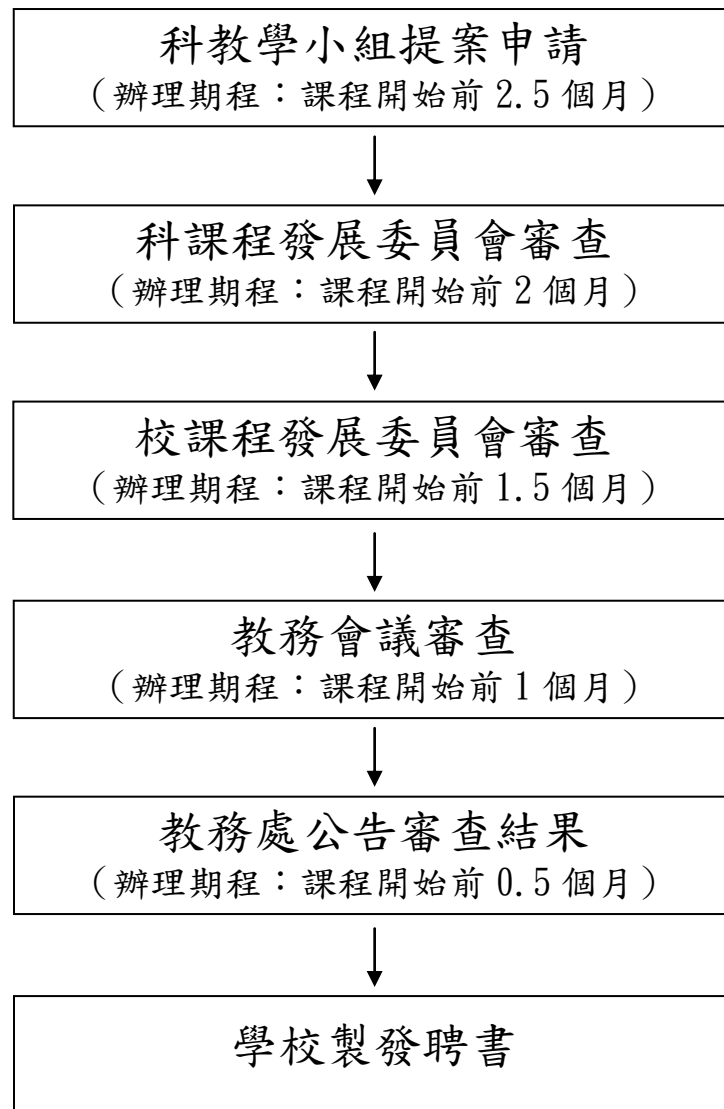 科教學小組提案申請
（辦理期程：課程開始前 2.5 個月）
科課程發展委員會審查
（辦理期程：課程開始前 2 個月）
校課程發展委員會審查
（辦理期程：課程開始前 1.5 個月）
教務會議審查
（辦理期程：課程開始前 1 個月）
教務處公告審查結果
（辦理期程：課程開始前 0.5 個月）
學校製發聘書